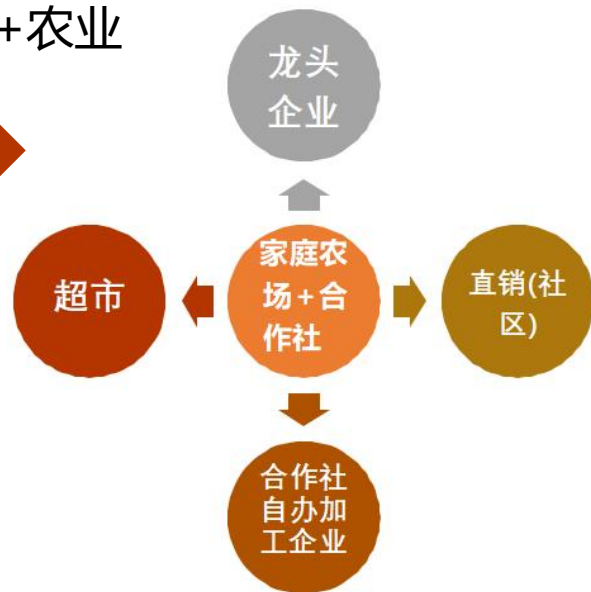 +农业
龙头
企业
超市
家庭农
场+合
作社
直销(社
区)
合作社
自办加
工企业